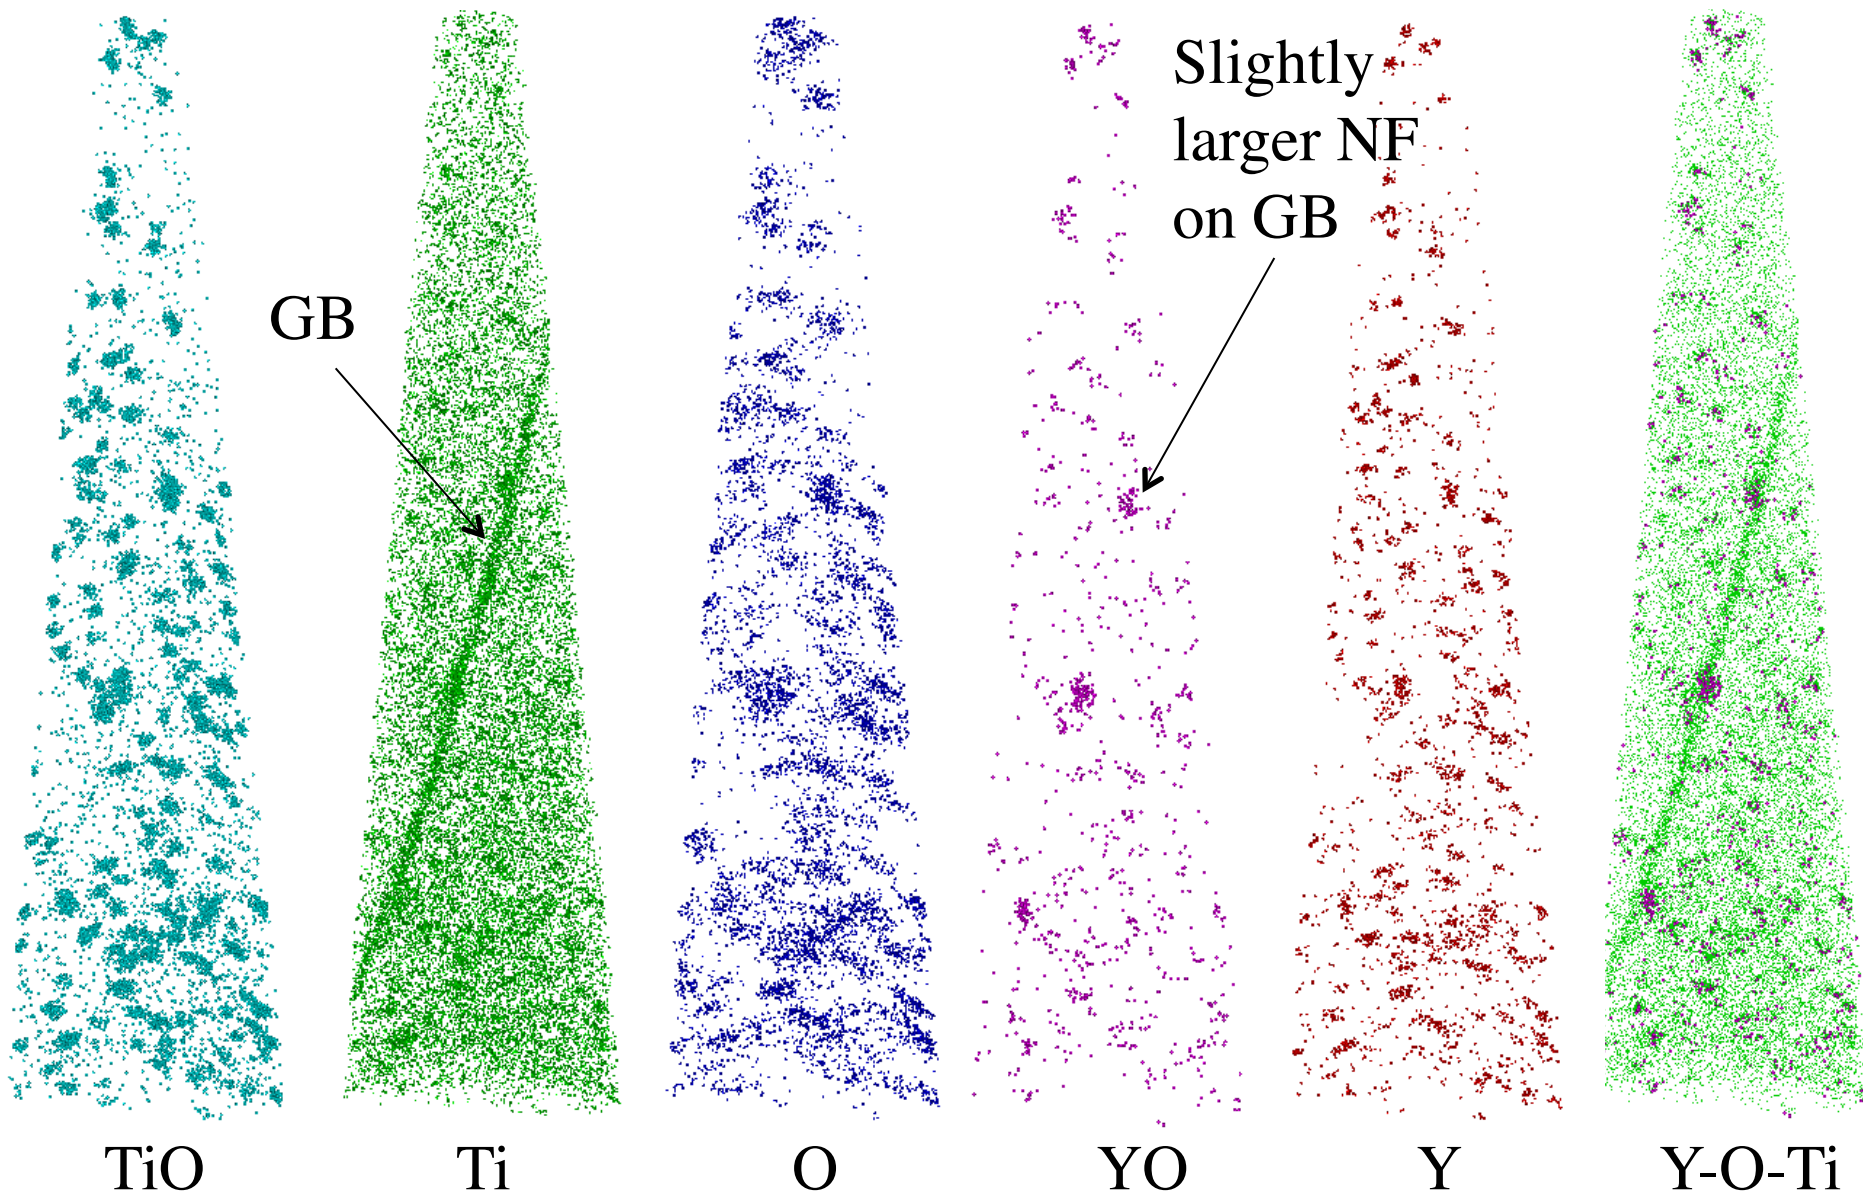 Slightly
larger NF
on GB
GB
TiO
Ti
O
YO
Y
Y-O-Ti